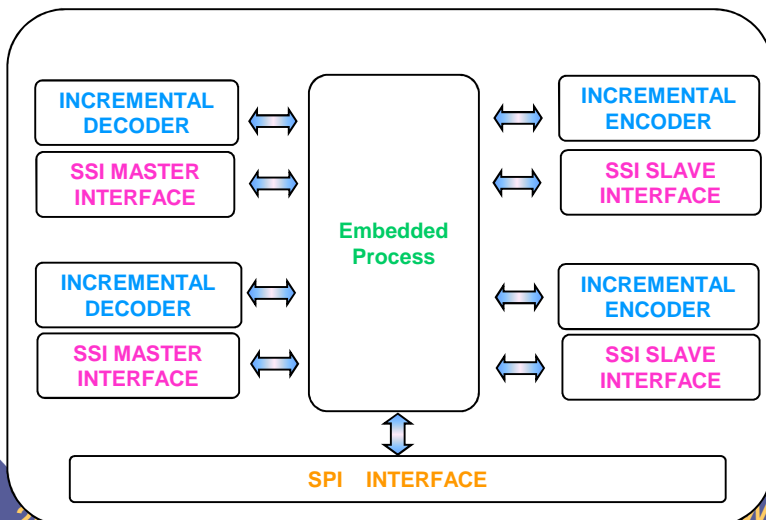 INCREMENTAL
DECODER
SSI MASTER
INTERFACE
INCREMENTAL
DECODER
SSI MASTER
INTERFACE
Embedded
Process
INCREMENTAL
ENCODER
SSI SLAVE
INTERFACE
INCREMENTAL
ENCODER
SSI SLAVE
INTERFACE
SPI INTERFACE